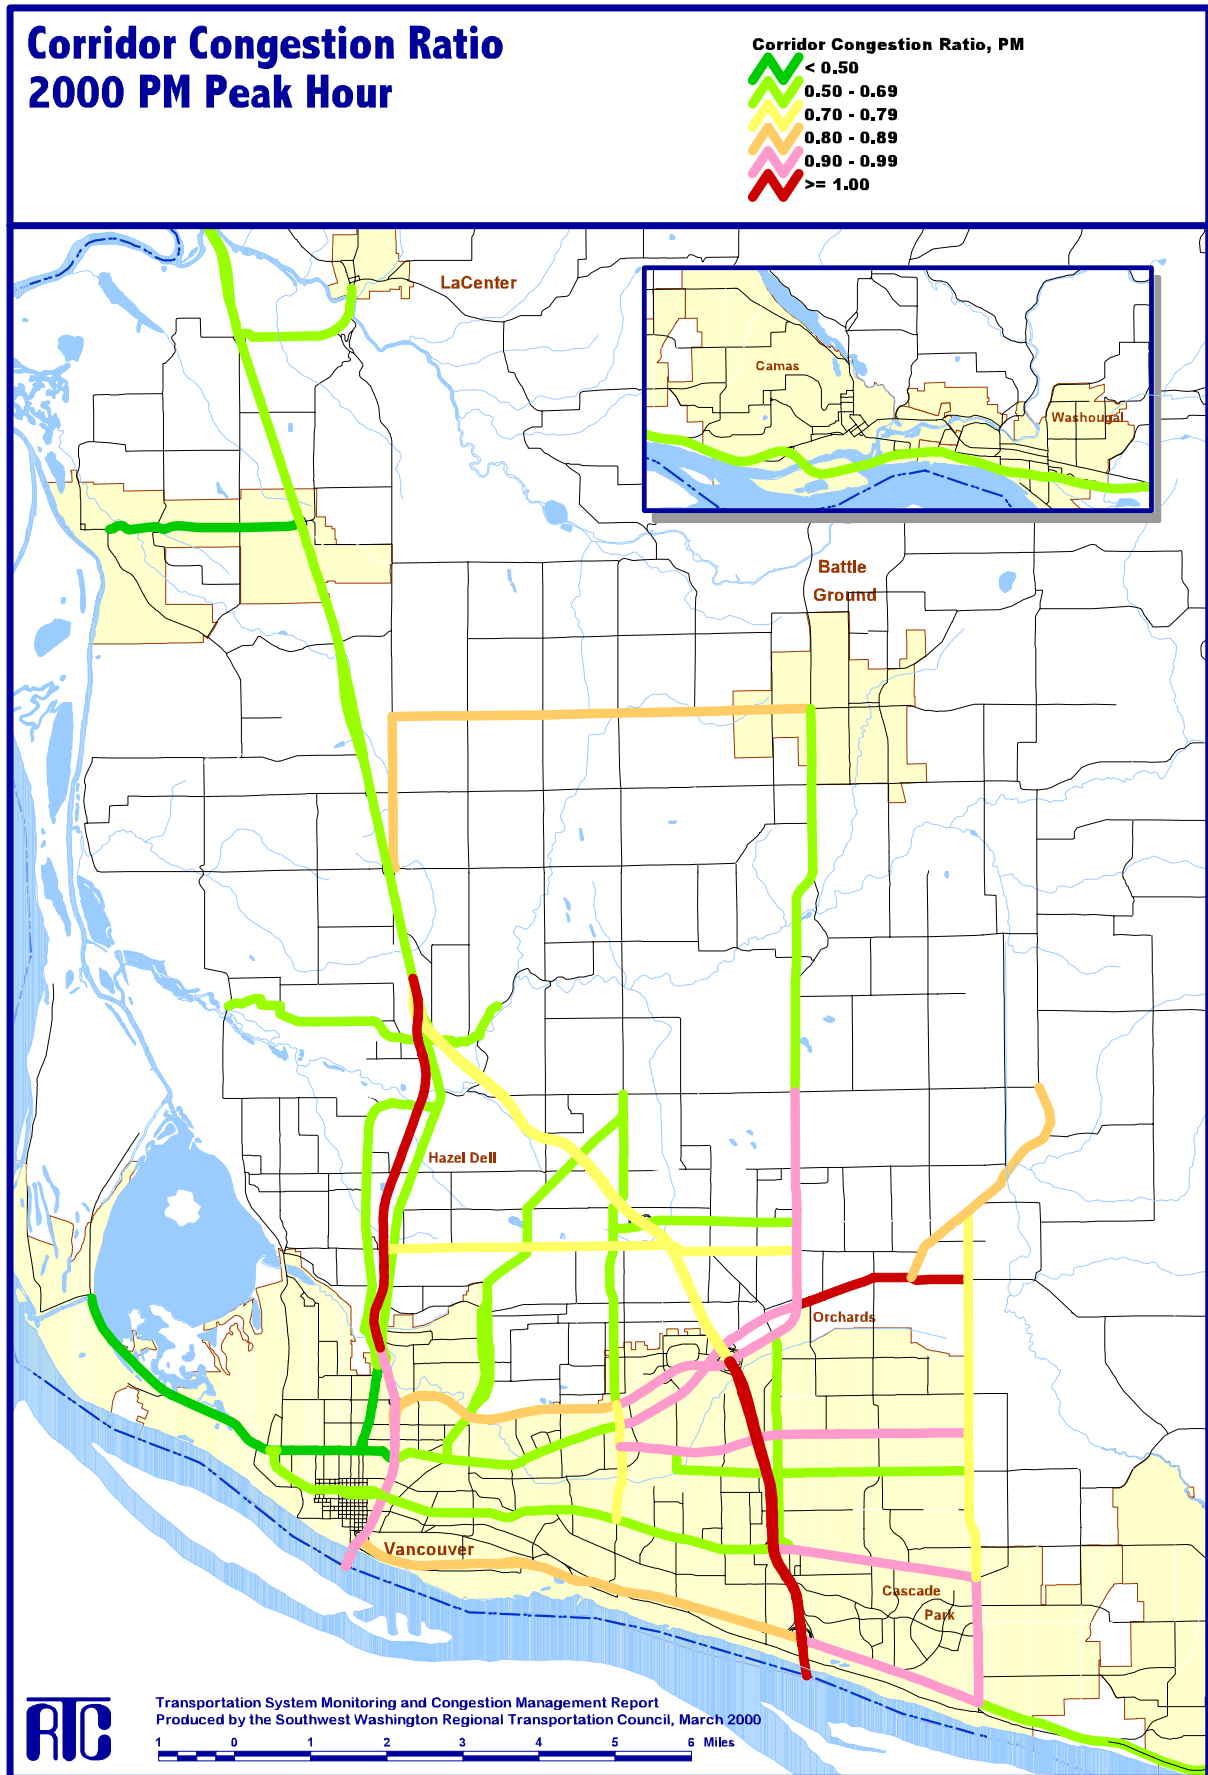 Corridor Congestion Ratio
2000 PM Peak Hour
Corridor Congestion Ratio, PM
< 0.50
0.50 - 0.69
0.70 - 0.79
0.80 - 0.89
0.90 - 0.99
>= 1.00
LaCenter
Camas
Washougal
Battle
Ground
Hazel Dell
Orchards
Vancouver
Cascade
Park
RTC
Transportation System Monitoring and Congestion Management Report
Produced by the Southwest Washington Regional Transportation Council, March 2000
1 0 1 2 3 4 5 6 Miles